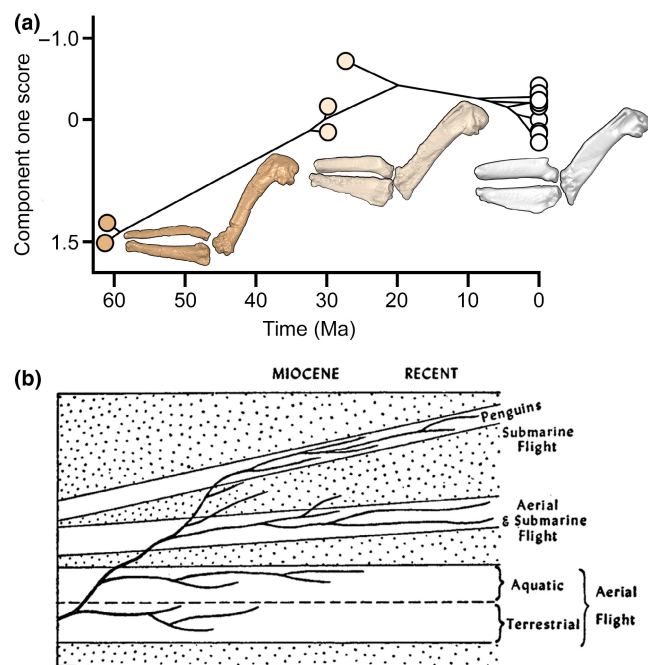 (a)
−1.0
0
1.5
Component one score
60 50 40 30 20 10 0
Time (Ma)
(b)
MIOCENE RECENT
Penguins
Submarine
Flight
Aerial
& Submarine
Flight
Aquatic
Aerial
Flight
Terrestrial